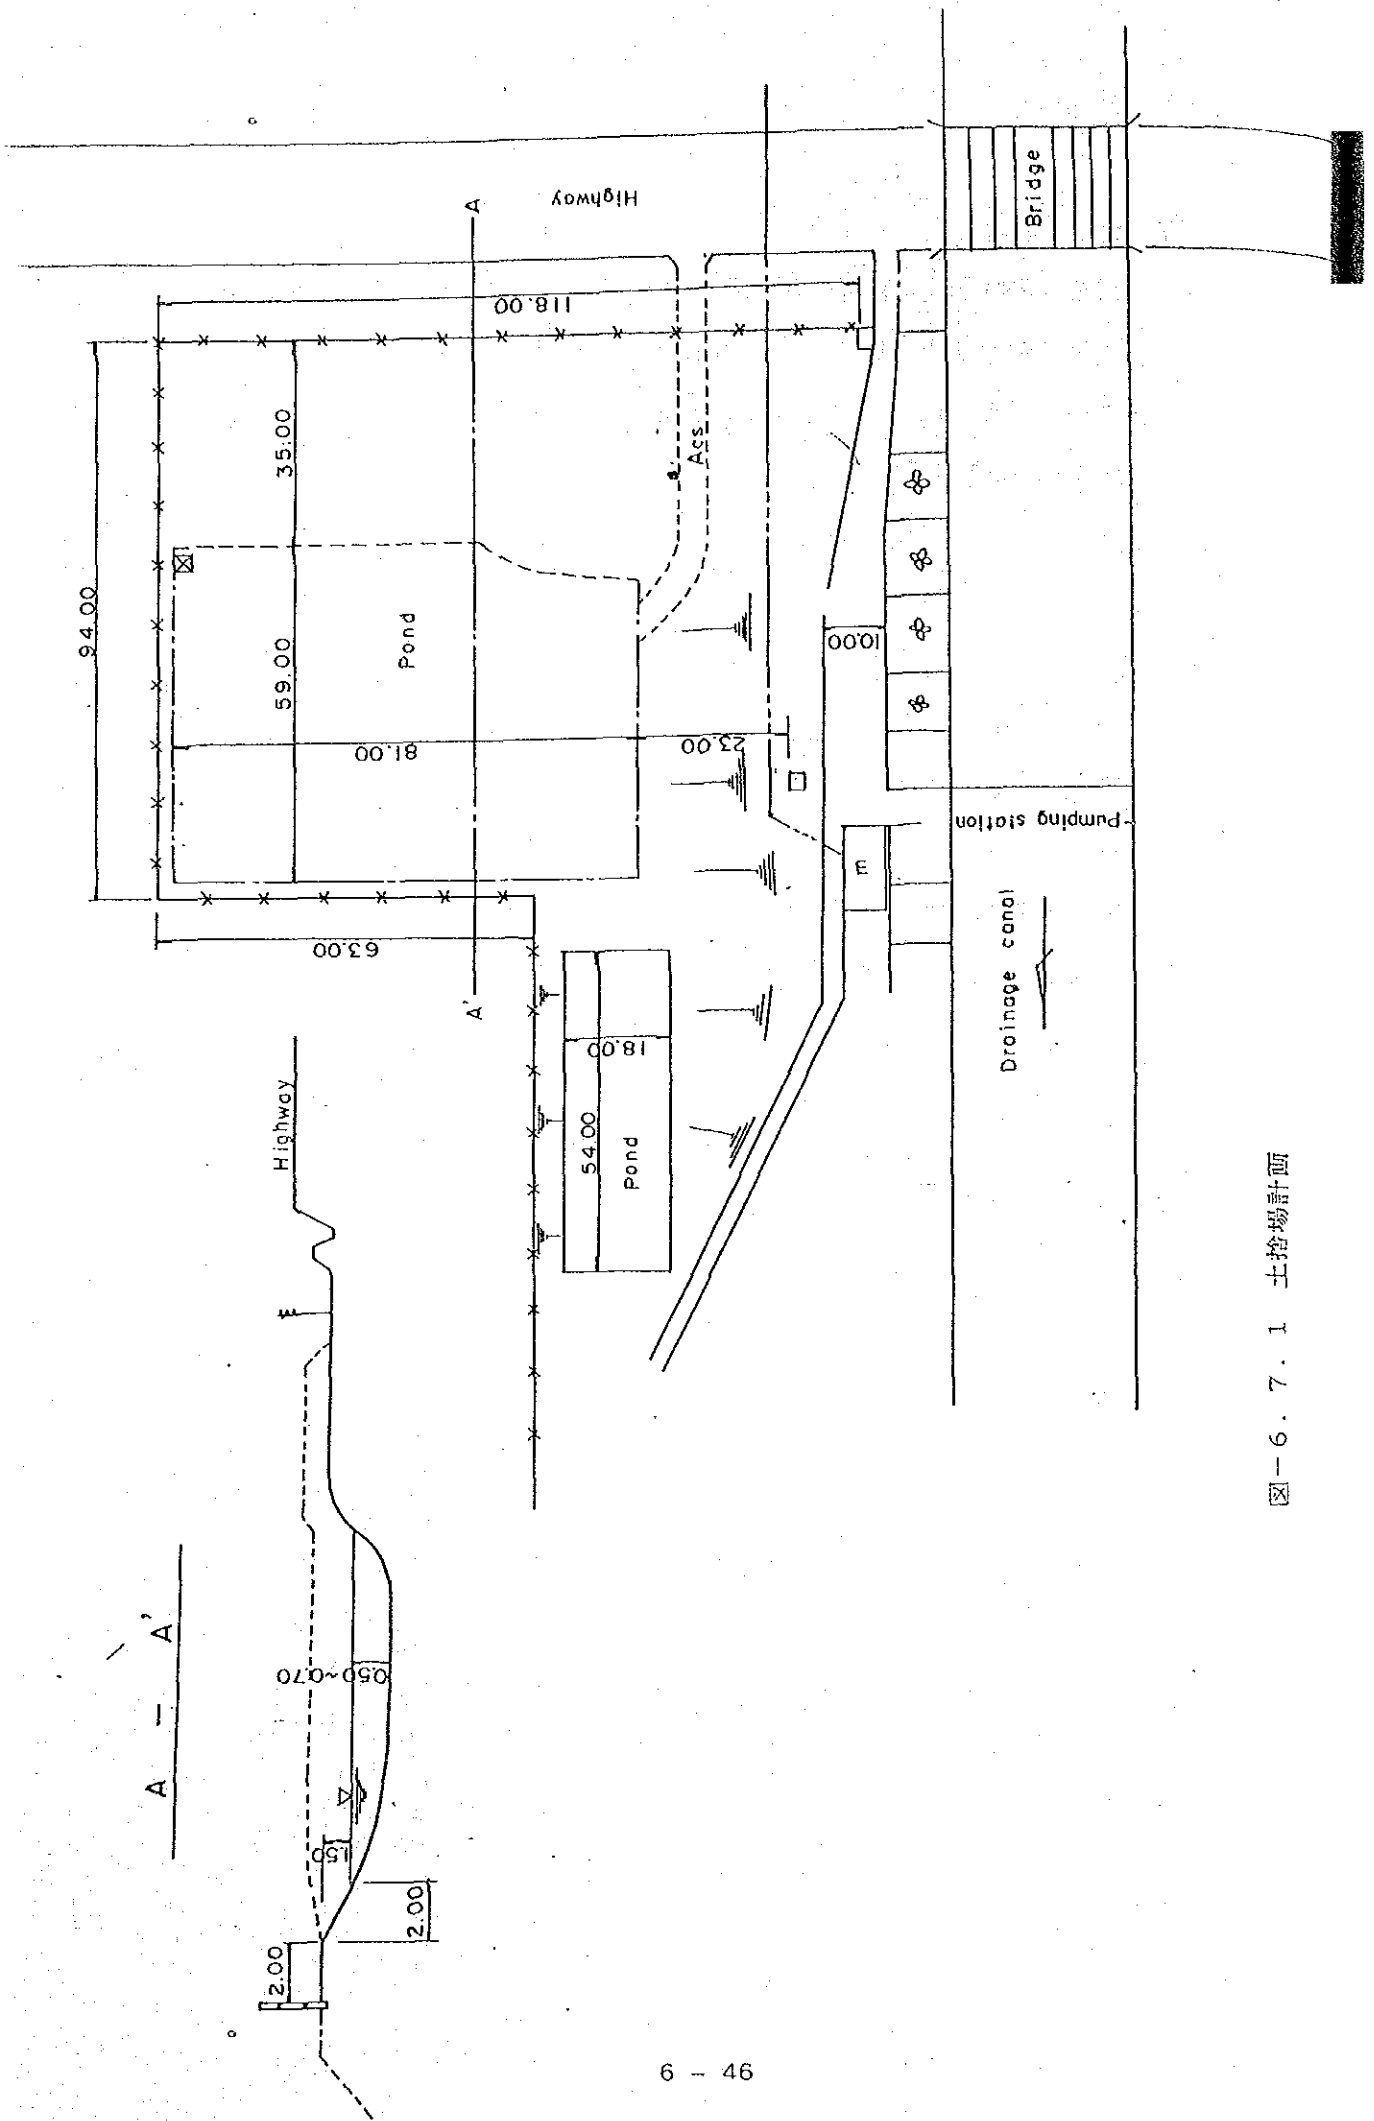 Highway
A
A
118.00
94.00
35.00
59.00
Pond
Acs
81.00
23.00
10.00
Bridge
Pumping station
E
63.00
A'
18.00
54.00
Pond
Drainage canal
Highway
A - A'
0.50~0.70
1.50
2.00
2.00
図-6.7.1 土捨場計画
6 - 46